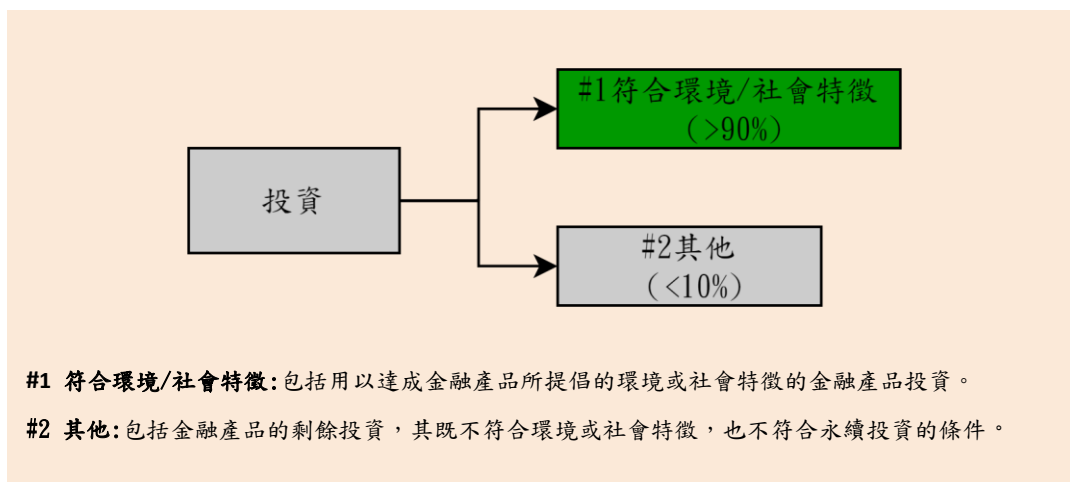 #1符合環境/社會特徵
(>90%)
投資
#2其他
(<10%)
#1 符合環境/社會特徵:包括用以達成金融產品所提倡的環境或社會特徵的金融產品投資。
#2 其他:包括金融產品的剩餘投資，其既不符合環境或社會特徵，也不符合永續投資的條件。